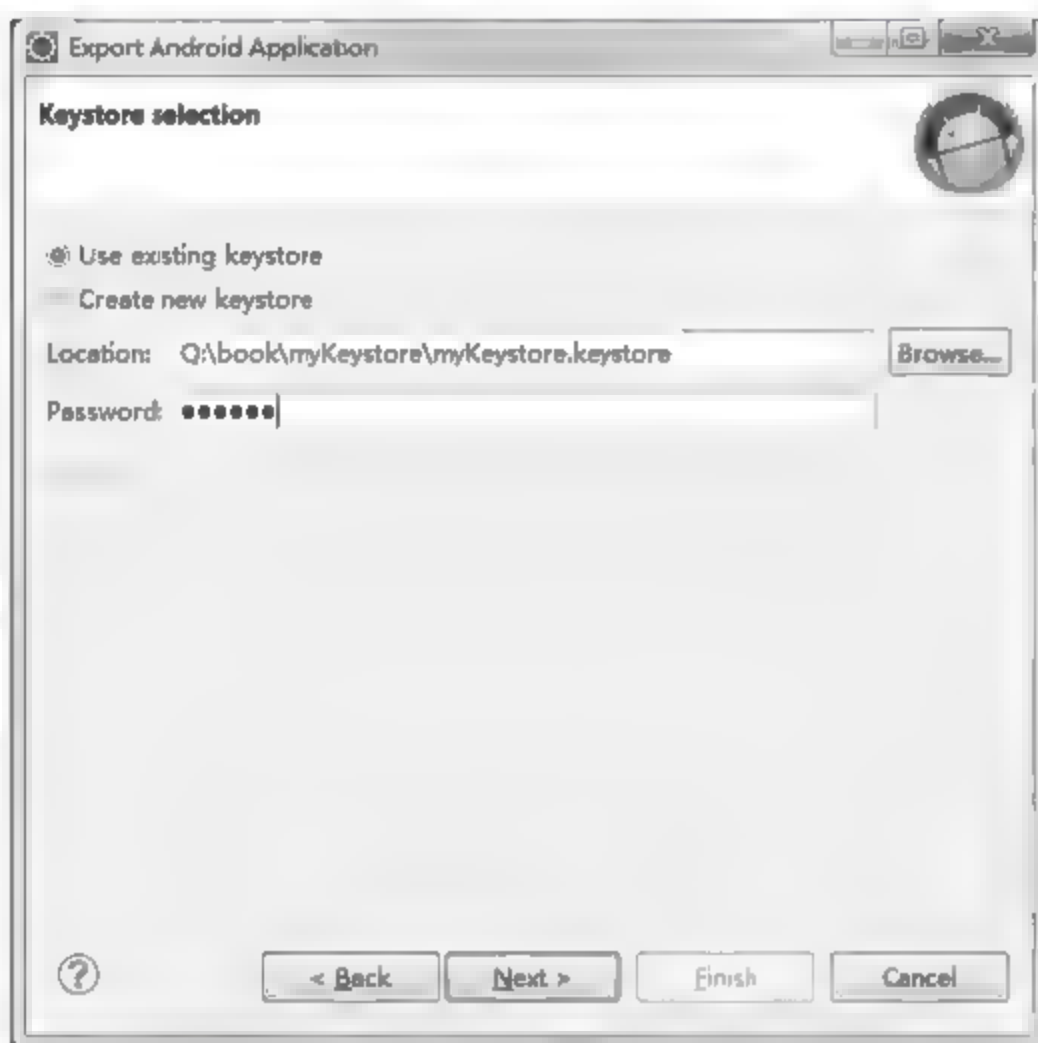 Export Android Application
Keystore selection
Use existing keystore
Create new keystore
Location: Q:\book\myKeystore\myKeystore.keystore Browse...
Password: ••••••
? < Back Next > Finish Cancel